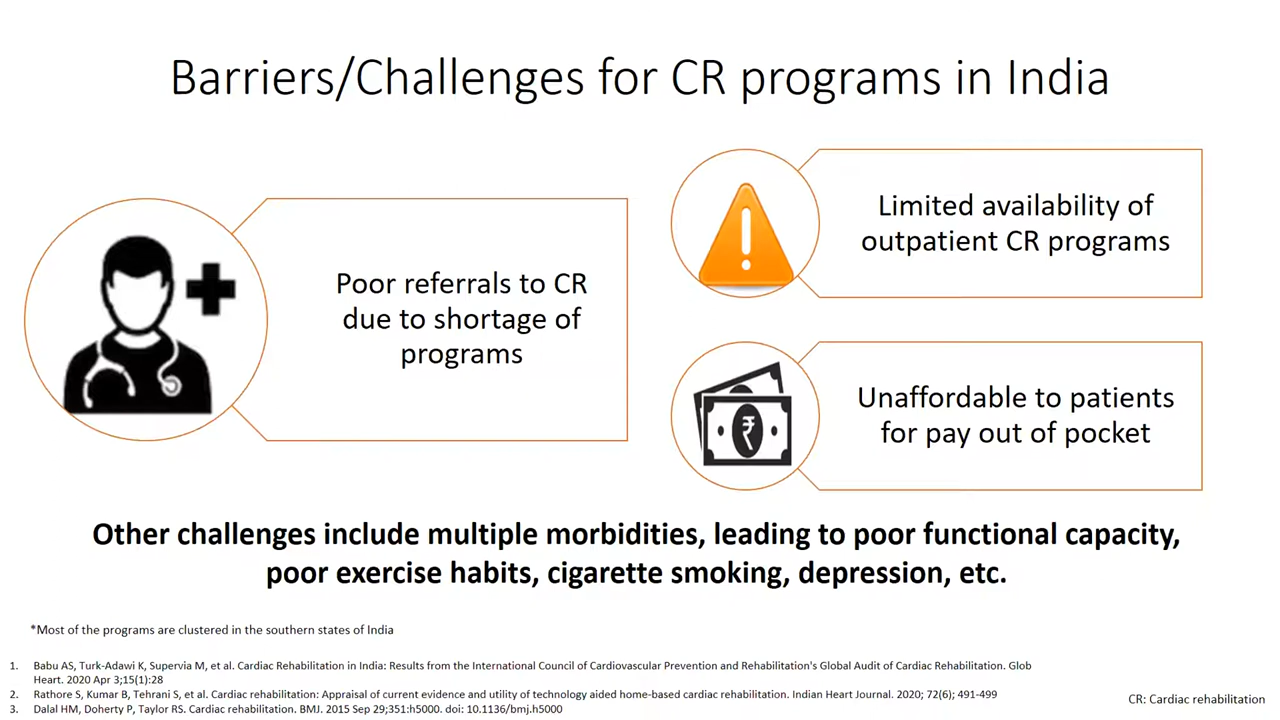 Barriers/Challenges for CR programs in India
Poor referrals to CR
due to shortage of
programs
Limited availability of
outpatient CR programs
Unaffordable to patients
for pay out of pocket
Other challenges include multiple morbidities, leading to poor functional capacity,
poor exercise habits, cigarette smoking, depression, etc.
*Most of the programs are clustered in the southern states of India
1. Babu AS, Turk-Adawi K, Supervia M, et al. Cardiac Rehabilitation in India: Results from the International Council of Cardiovascular Prevention and Rehabilitation's Global Audit of Cardiac Rehabilitation. Glob
Heart. 2020 Apr 3;15(1):28
2. Rathore S, Kumar B, Tehrani S, et al. Cardiac rehabilitation: Appraisal of current evidence and utility of technology aided home-based cardiac rehabilitation. Indian Heart Journal. 2020; 72(6); 491-499
3. Dalal HM, Doherty P, Taylor RS. Cardiac rehabilitation. BMJ. 2015 Sep 29;351:h5000. doi: 10.1136/bmj.h5000
CR: Cardiac rehabilitation